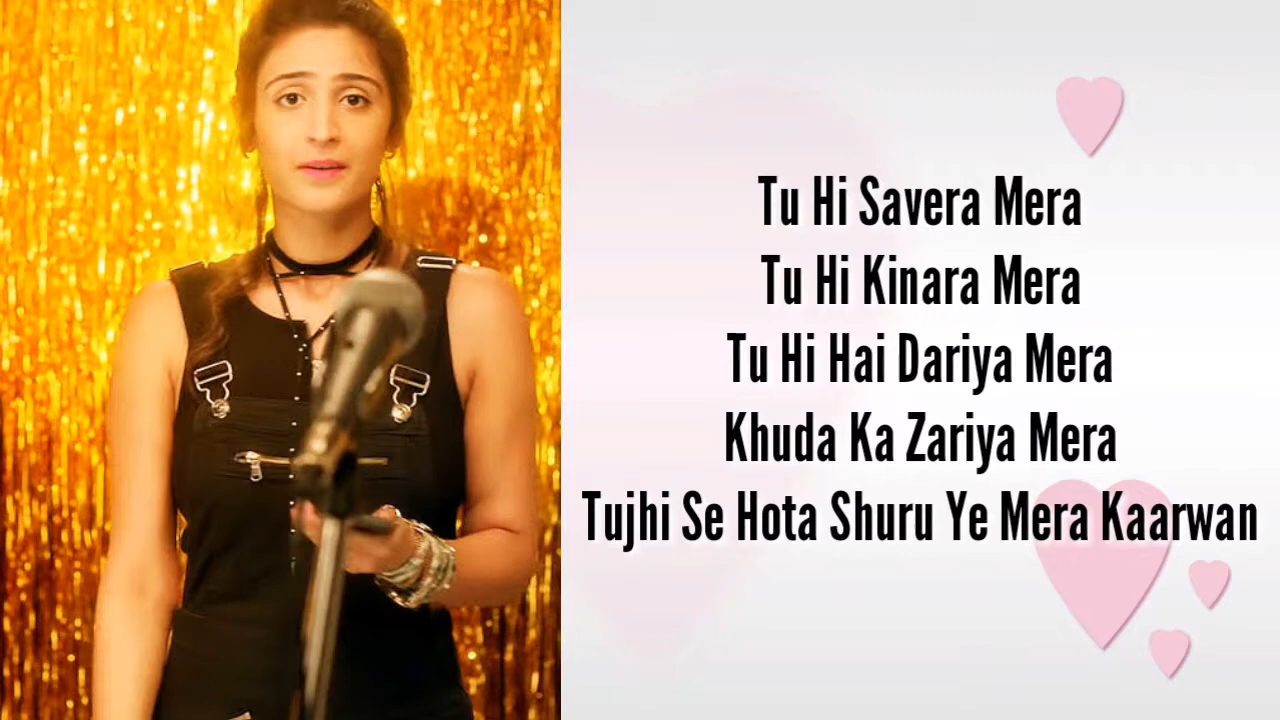 Tu Hi Savera Mera
Tu Hi Kinara Mera
Tu Hi Hai Dariya Mera
Khuda Ka Zariya Mera
Tujhi Se Hota Shuru Ye Mera Kaarwan